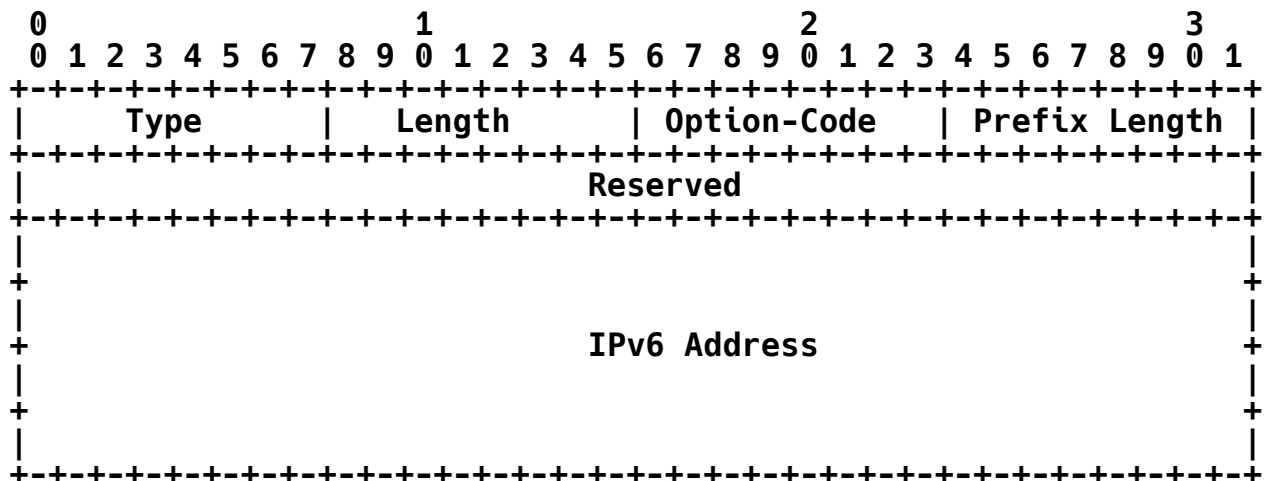 0                   1                   2                   3
0 1 2 3 4 5 6 7 8 9 0 1 2 3 4 5 6 7 8 9 0 1 2 3 4 5 6 7 8 9 0 1
+-+-+-+-+-+-+-+-+-+-+-+-+-+-+-+-+-+-+-+-+-+-+-+-+-+-+-+-+-+-+-+-+
|     Type      |   Length      | Option-Code   | Prefix Length |
+-+-+-+-+-+-+-+-+-+-+-+-+-+-+-+-+-+-+-+-+-+-+-+-+-+-+-+-+-+-+-+-+
|                             Reserved                          |
+-+-+-+-+-+-+-+-+-+-+-+-+-+-+-+-+-+-+-+-+-+-+-+-+-+-+-+-+-+-+-+-+
|                                                               |
+                                                               +
|                                                               |
+                             IPv6 Address                      +
|                                                               |
+                                                               +
|                                                               |
+-+-+-+-+-+-+-+-+-+-+-+-+-+-+-+-+-+-+-+-+-+-+-+-+-+-+-+-+-+-+-+-+